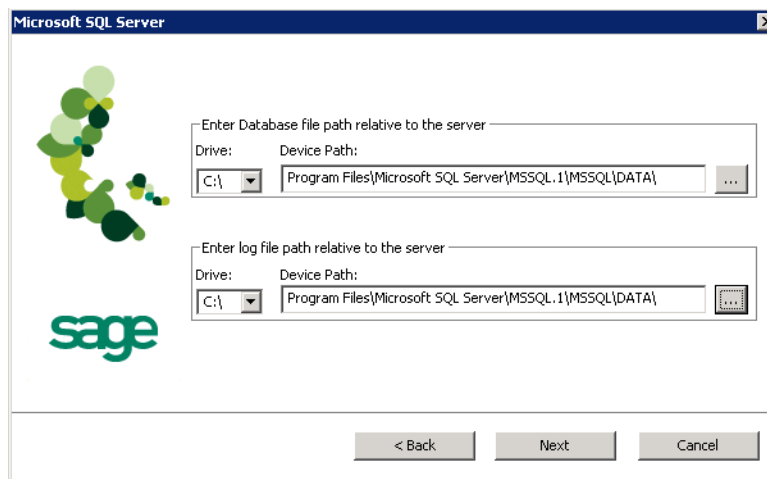 Microsoft SQL Server
Enter Database file path relative to the server
Drive: Device Path:
C:\ Program Files\Microsoft SQL Server\MSSQL.1\MSSQL\DATA\ ...
Enter log file path relative to the server
Drive: Device Path:
C:\ Program Files\Microsoft SQL Server\MSSQL.1\MSSQL\DATA\ ...
sage
< Back Next Cancel